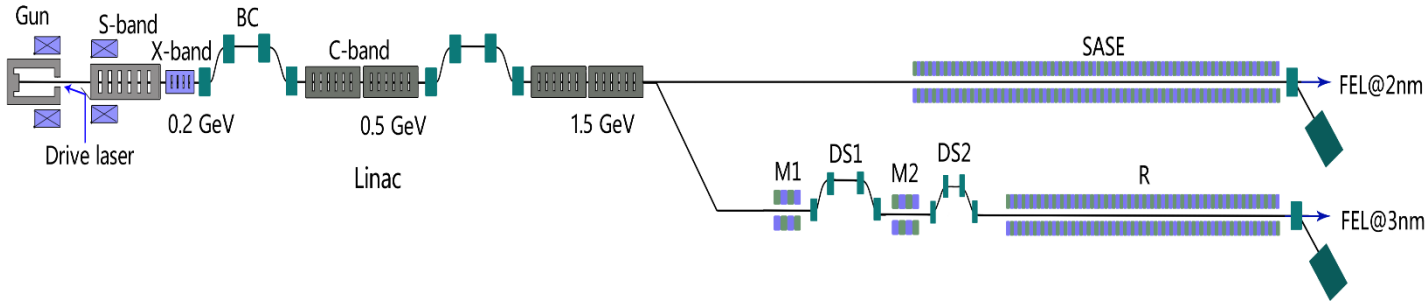 Gun
S-band
X-band
BC
C-band
SASE
FEL@2nm
0.2 GeV
0.5 GeV
1.5 GeV
Drive laser
Linac
M1
DS1
M2
DS2
R
FEL@3nm